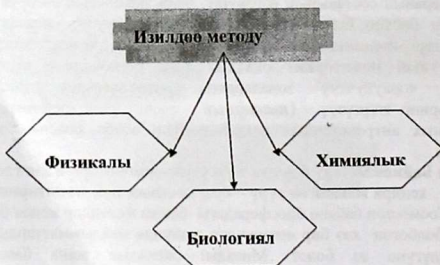 Изилдөө методу
Физикалы
Химиялык
Биологиял